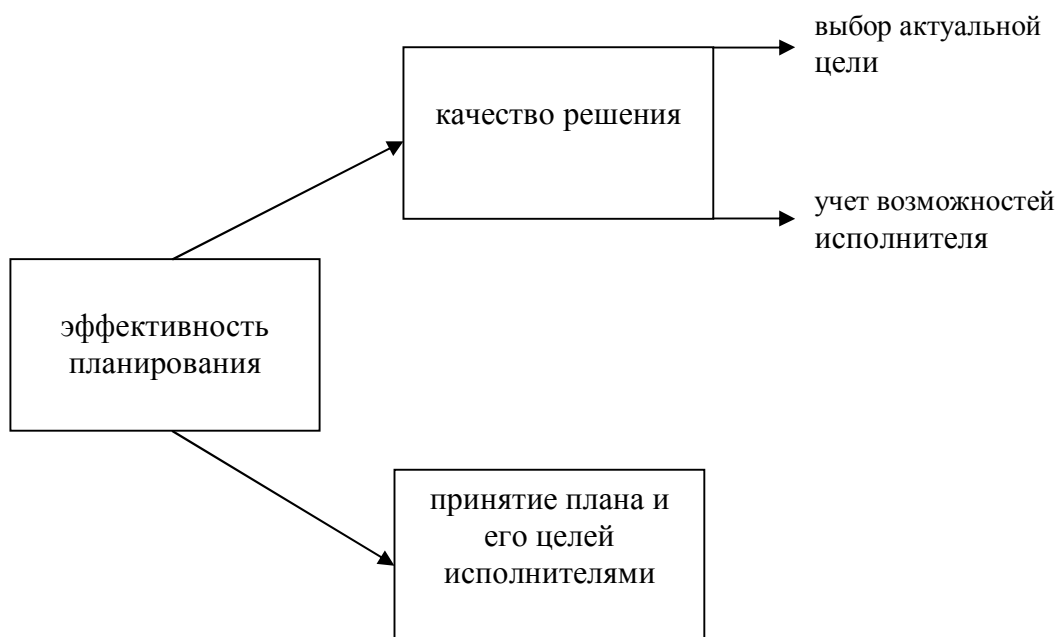 выбор актуальной
цели
качество решения
учет возможностей
исполнителя
эффективность
планирования
принятие плана и
его целей
исполнителями